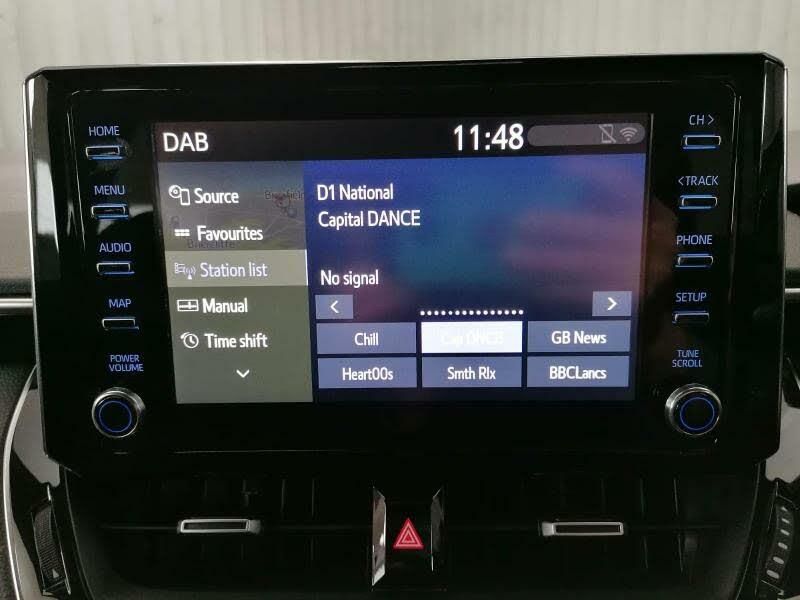 HOME
MENU
AUDIO
MAP
POWER
VOLUME
DAB
11:48
Source
Favourites
Station list
Manual
Time shift
D1 National
Capital DANCE
No signal
< >
Chill Cap DNCE GB News
Heart00s Smth Rlx BBCLancs
CH >
< TRACK
PHONE
SETUP
TUNE
SCROLL